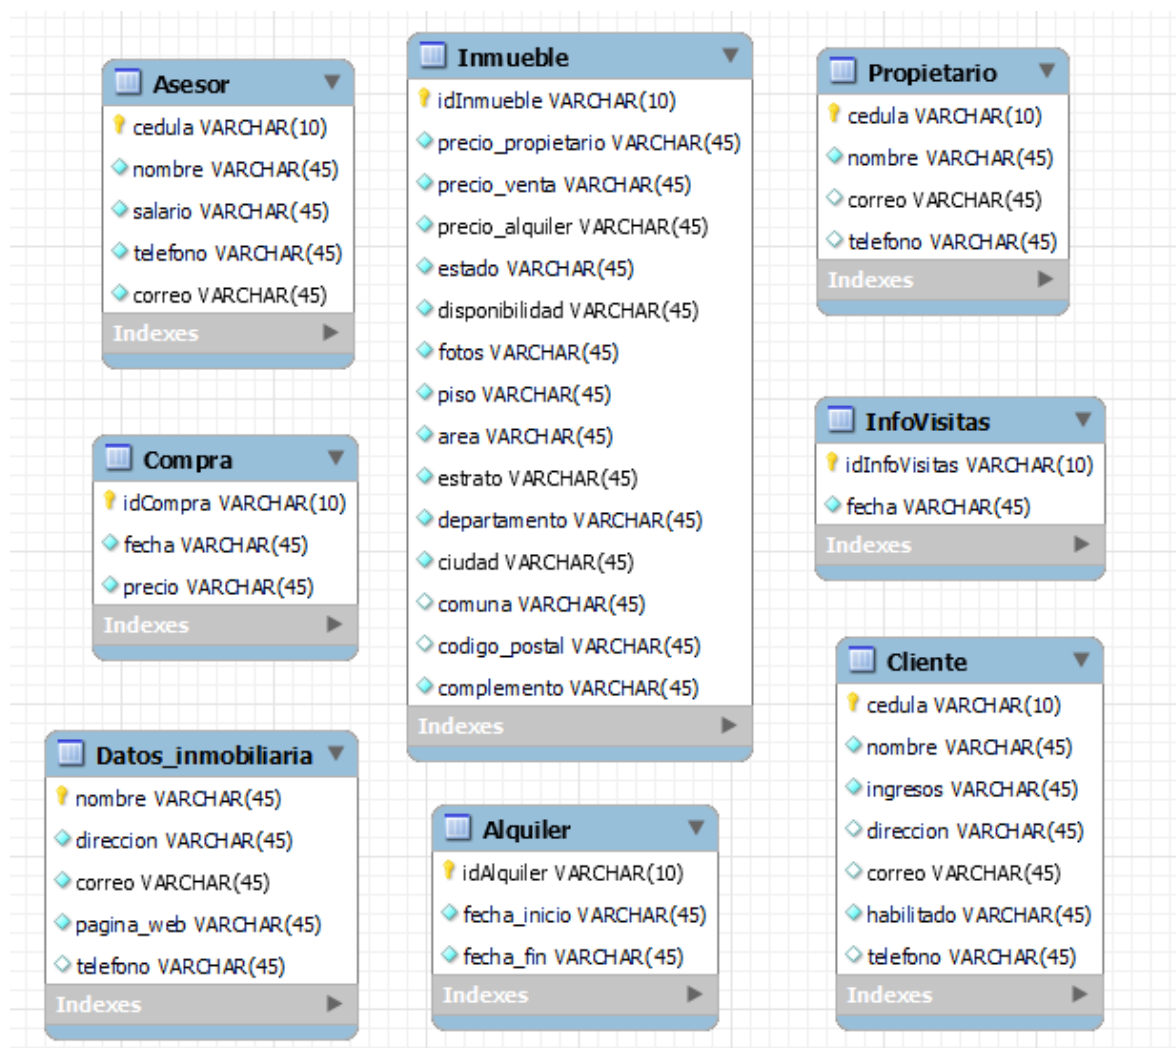 Asesor
cedula VARCHAR(10)
nombre VARCHAR(45)
salario VARCHAR(45)
telefono VARCHAR(45)
correo VARCHAR(45)
Indexes
Compra
idCompra VARCHAR(10)
fecha VARCHAR(45)
precio VARCHAR(45)
Indexes
Datos_inmobiliaria
nombre VARCHAR(45)
direccion VARCHAR(45)
correo VARCHAR(45)
pagina_web VARCHAR(45)
telefono VARCHAR(45)
Indexes
Inmueble
idInmueble VARCHAR(10)
precio_propietario VARCHAR(45)
precio_venta VARCHAR(45)
precio_alquiler VARCHAR(45)
estado VARCHAR(45)
disponibilidad VARCHAR(45)
fotos VARCHAR(45)
piso VARCHAR(45)
area VARCHAR(45)
estrato VARCHAR(45)
departamento VARCHAR(45)
ciudad VARCHAR(45)
comuna VARCHAR(45)
codigo_postal VARCHAR(45)
complemento VARCHAR(45)
Indexes
Alquiler
idAlquiler VARCHAR(10)
fecha_inicio VARCHAR(45)
fecha_fin VARCHAR(45)
Indexes
Propietario
cedula VARCHAR(10)
nombre VARCHAR(45)
correo VARCHAR(45)
telefono VARCHAR(45)
Indexes
InfoVisitas
idInfoVisitas VARCHAR(10)
fecha VARCHAR(45)
Indexes
Cliente
cedula VARCHAR(10)
nombre VARCHAR(45)
ingresos VARCHAR(45)
direccion VARCHAR(45)
correo VARCHAR(45)
habilitado VARCHAR(45)
telefono VARCHAR(45)
Indexes